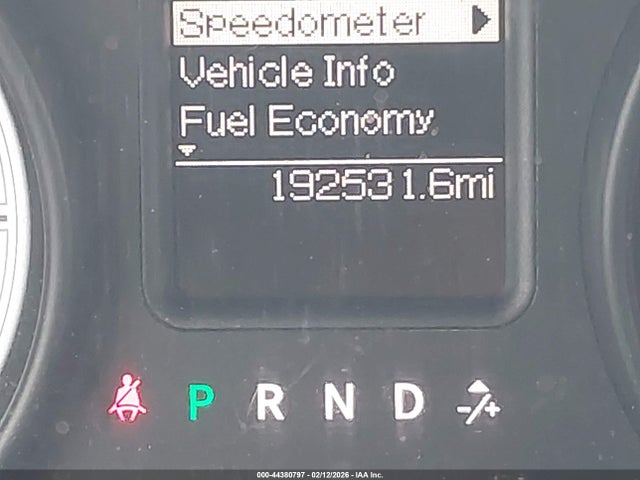 Speedometer
Vehicle Info
Fuel Economy
192531.6mi
P R N D -/+
000-44380797 - 02/12/2026 - IAA Inc.